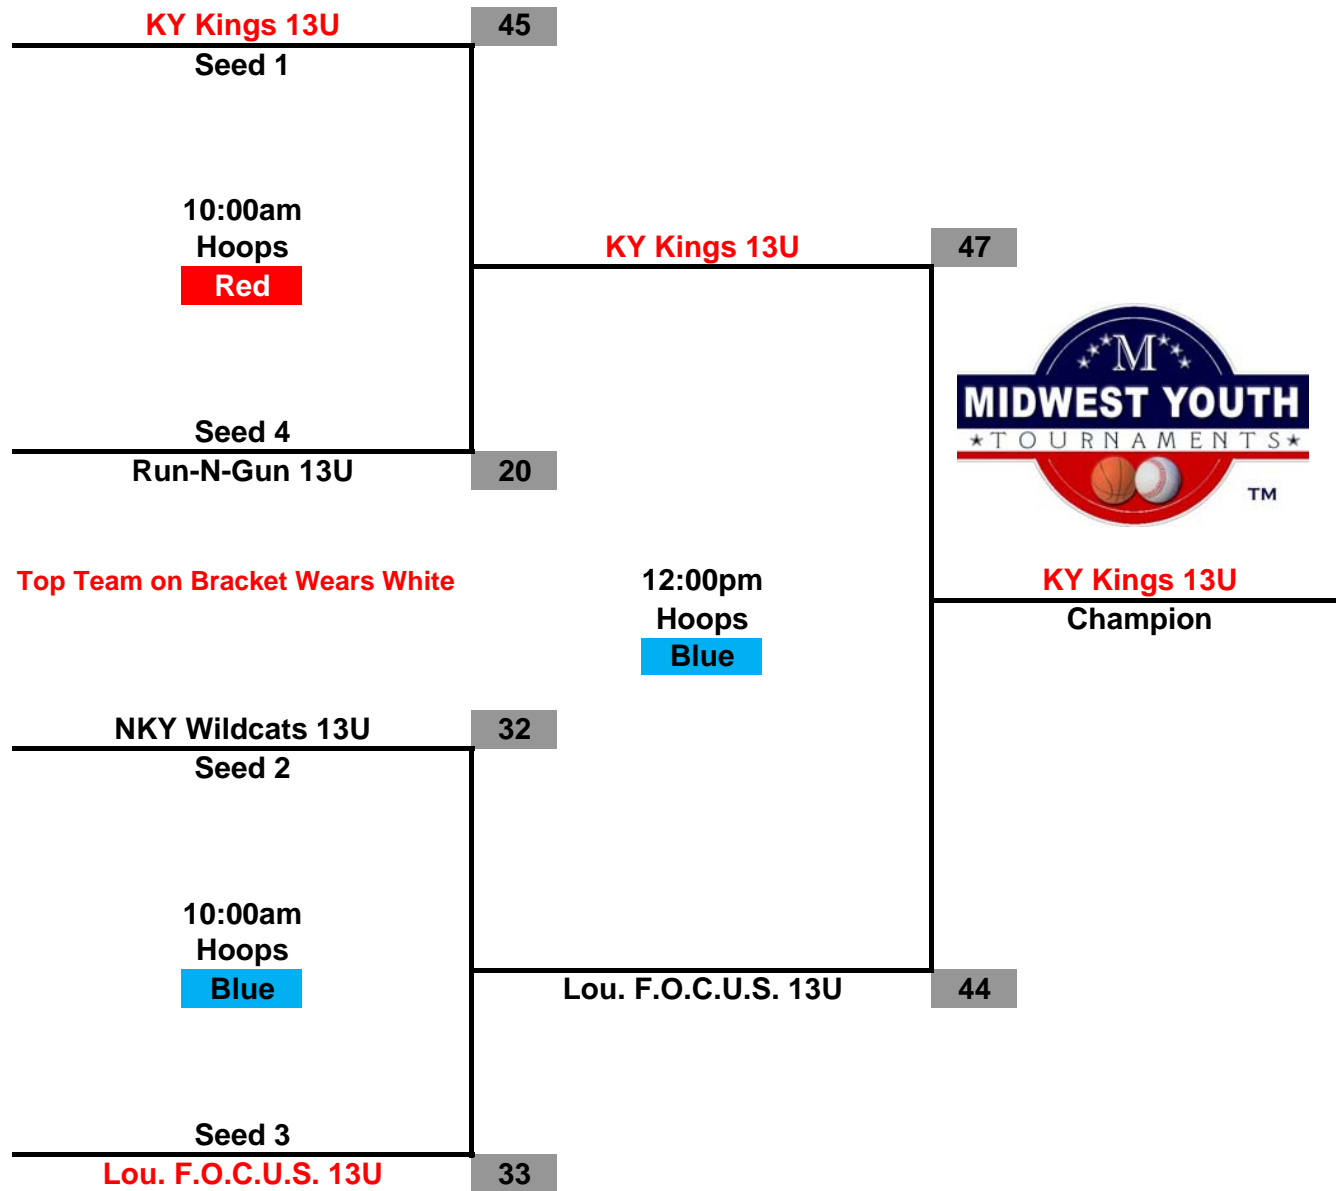 KY Kings 13U 45
Seed 1
10:00am
Hoops
Red
Seed 4
Run-N-Gun 13U 20
KY Kings 13U 47
M
MIDWEST YOUTH
TOURNAMENTS
TM
Top Team on Bracket Wears White
12:00pm
Hoops
Blue
KY Kings 13U
Champion
NKY Wildcats 13U 32
Seed 2
10:00am
Hoops
Blue
Lou. F.O.C.U.S. 13U 44
Seed 3
Lou. F.O.C.U.S. 13U 33